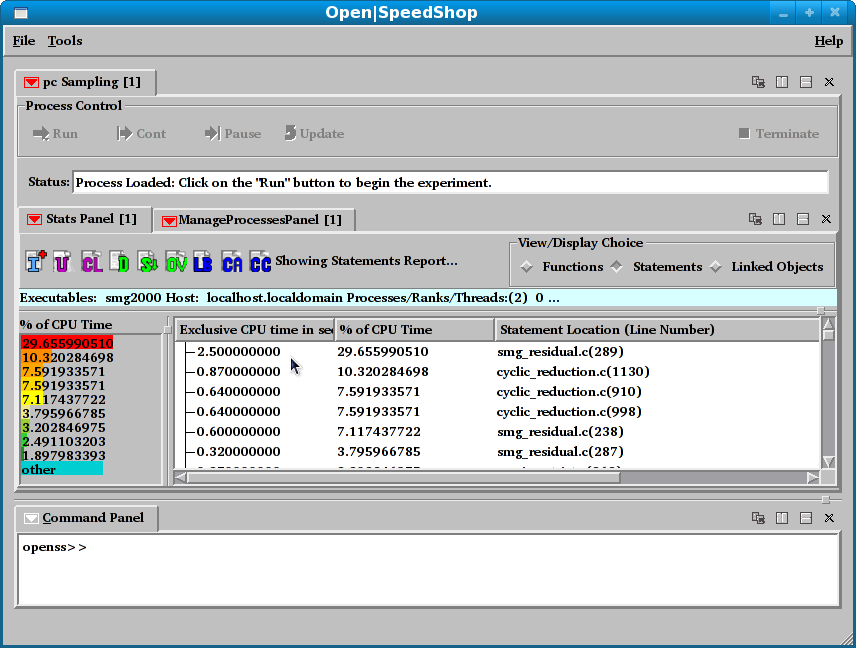 Open|SpeedShop
File Tools Help
pc Sampling [1]
Process Control
Run Cont Pause Update Terminate
Status: Process Loaded: Click on the "Run" button to begin the experiment.
Stats Panel [1] ManageProcessesPanel [1]
View/Display Choice
I U CL D S OV LB CA CC Showing Statements Report...
Functions Statements Linked Objects
Executables: smg2000 Host: localhost.localdomain Processes/Ranks/Threads:(2) 0 ...
% of CPU Time
29.655990510
10.320284698
7.591933571
7.591933571
7.117437722
3.795966785
3.202846975
2.491103203
1.897983393
other
Exclusive CPU time in se % of CPU Time Statement Location (Line Number)
2.500000000 29.655990510 smg_residual.c(289)
0.870000000 10.320284698 cyclic_reduction.c(1130)
0.640000000 7.591933571 cyclic_reduction.c(910)
0.640000000 7.591933571 cyclic_reduction.c(998)
0.600000000 7.117437722 smg_residual.c(238)
0.320000000 3.795966785 smg_residual.c(287)
Command Panel
openss>>